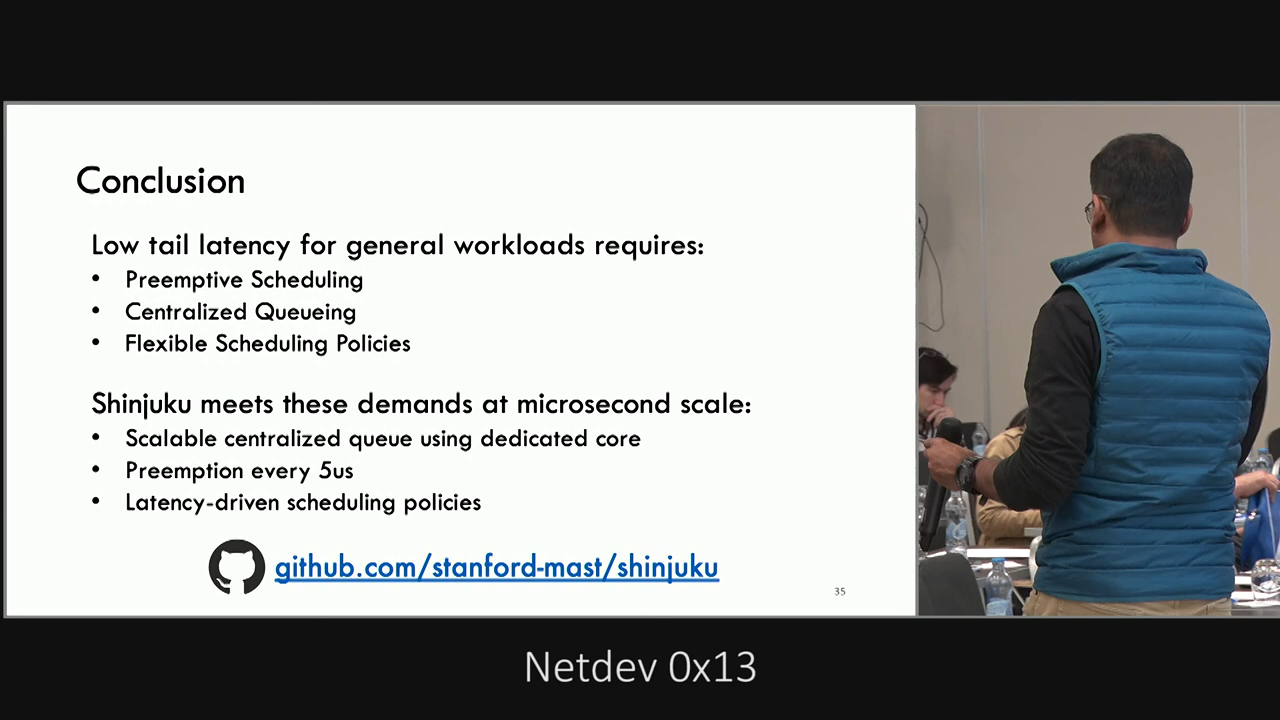 Conclusion
Low tail latency for general workloads requires:
• Preemptive Scheduling
• Centralized Queueing
• Flexible Scheduling Policies
Shinjuku meets these demands at microsecond scale:
• Scalable centralized queue using dedicated core
• Preemption every 5us
• Latency-driven scheduling policies
github.com/stanford-mast/shinjuku
35
Netdev 0x13